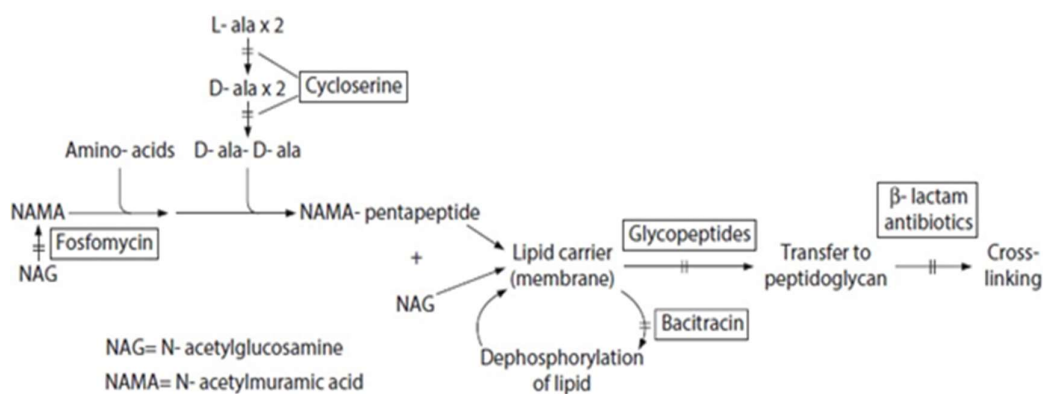 L- ala x 2
D- ala x 2
Cycloserine
Amino- acids
D- ala- D- ala
NAMA
NAMA- pentapeptide
Fosfomycin
NAG
+
NAG
Lipid carrier
(membrane)
Glycopeptides
Transfer to
peptidoglycan
β- lactam
antibiotics
Cross-
linking
Bacitracin
Dephosphorylation
of lipid
NAG= N- acetylglucosamine
NAMA= N- acetylmuramic acid